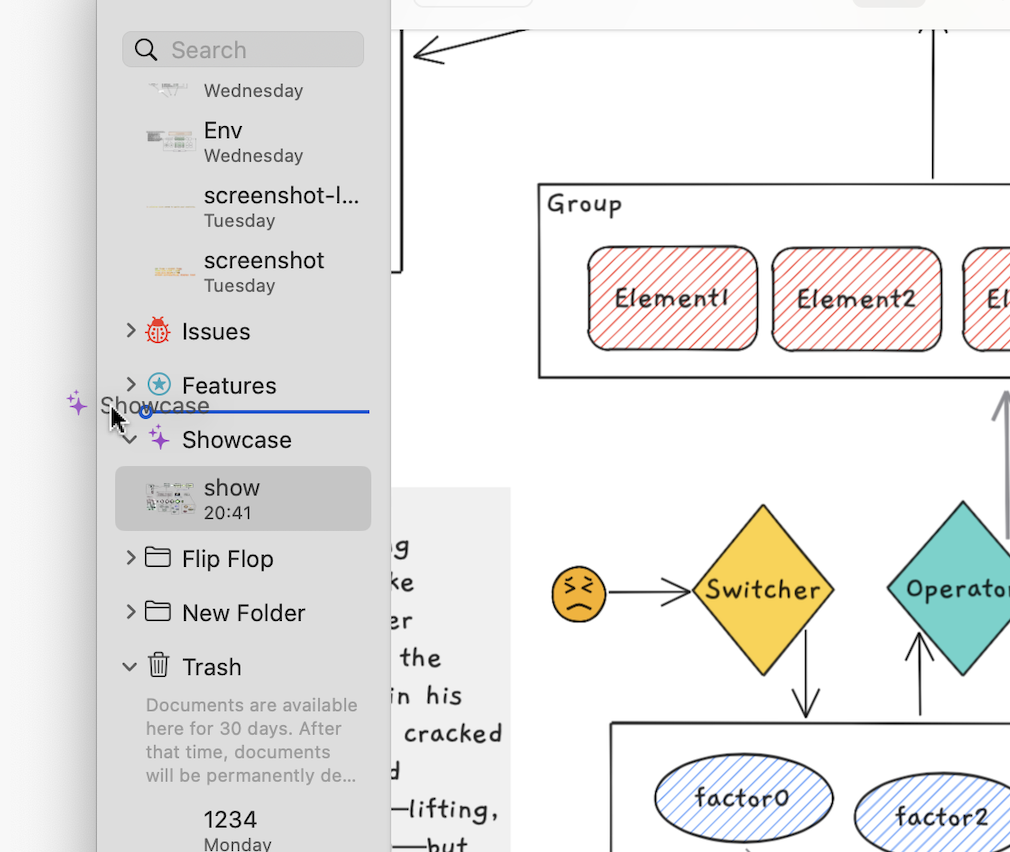 Search
Wednesday
Env
Wednesday
screenshot-l...
Tuesday
screenshot
Tuesday
Issues
Features
Showcase
Showcase
show
20:41
Flip Flop
New Folder
Trash
Documents are available
here for 30 days. After
that time, documents
will be permanently de...
1234
Monday
Group
Element1
Element2
El
g
ke
er
the
in his
cracked
d
—lifting,
—but
Switcher
Operator
factor0
factor2